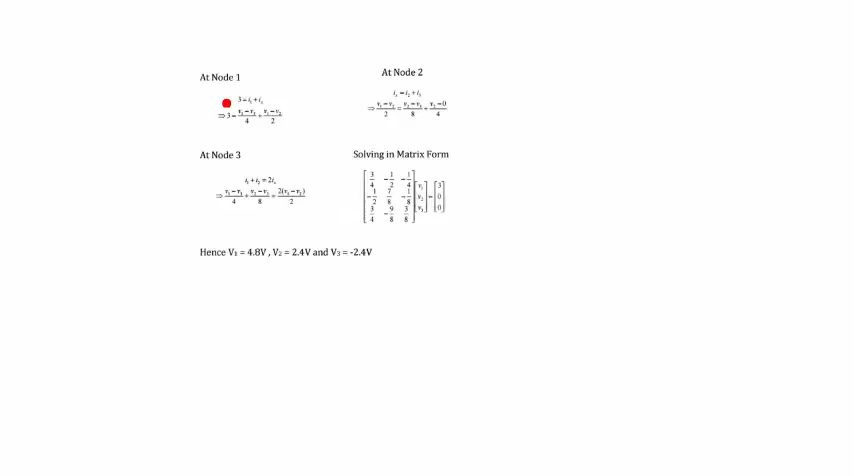 At Node 1
3 = i₁ + iₓ
⇒ 3 = (v₁ − v₃)/4 + (v₁ − v₂)/2
At Node 2
iₓ = i₂ + i₃
⇒ (v₁ − v₂)/2 = (v₂ − v₃)/8 + (v₂ − 0)/4
At Node 3
i₁ + i₂ = 2iₓ
⇒ (v₁ − v₃)/4 + (v₂ − v₃)/8 = 2(v₁ − v₂)/2
Solving in Matrix Form
[3/4 −1/2 −1/4] [v₁] [3]
[−1/2 7/8 −1/8] [v₂] = [0]
[3/4 −9/8 3/8] [v₃] [0]
Hence V₁ = 4.8V , V₂ = 2.4V and V₃ = -2.4V